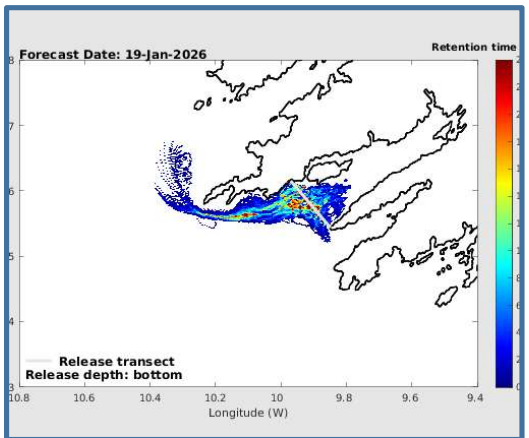 Forecast Date: 19-Jan-2026
Retention time
8
7
6
5
4
3
10.8 10.6 10.4 10.2 10 9.8 9.6 9.4
Longitude (W)
Release transect
Release depth: bottom